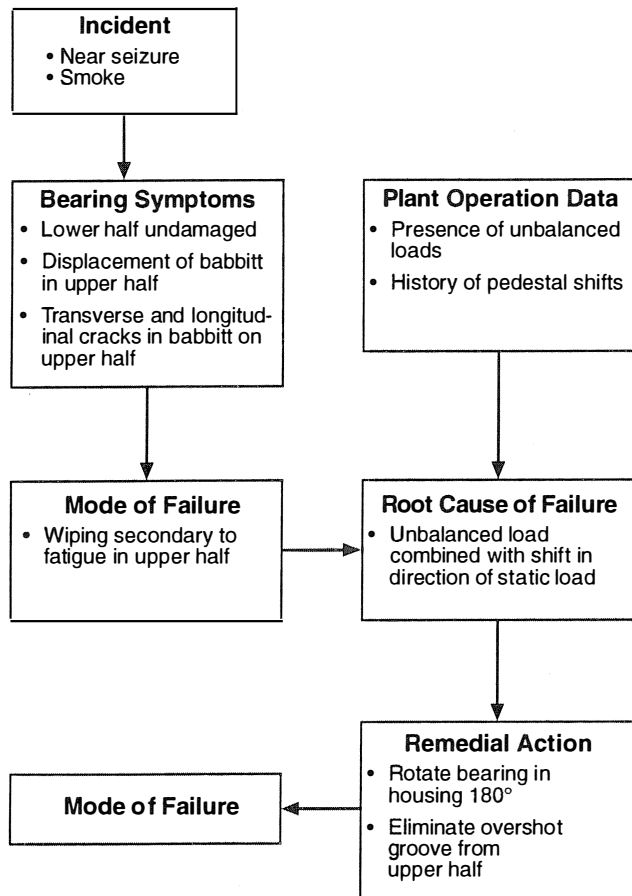 Incident
• Near seizure
• Smoke
Bearing Symptoms
• Lower half undamaged
• Displacement of babbitt
in upper half
• Transverse and longitud-
inal cracks in babbitt on
upper half
Plant Operation Data
• Presence of unbalanced
loads
• History of pedestal shifts
Mode of Failure
• Wiping secondary to
fatigue in upper half
Root Cause of Failure
• Unbalanced load
combined with shift in
direction of static load
Remedial Action
• Rotate bearing in
housing 180°
• Eliminate overshot
groove from
upper half
Mode of Failure